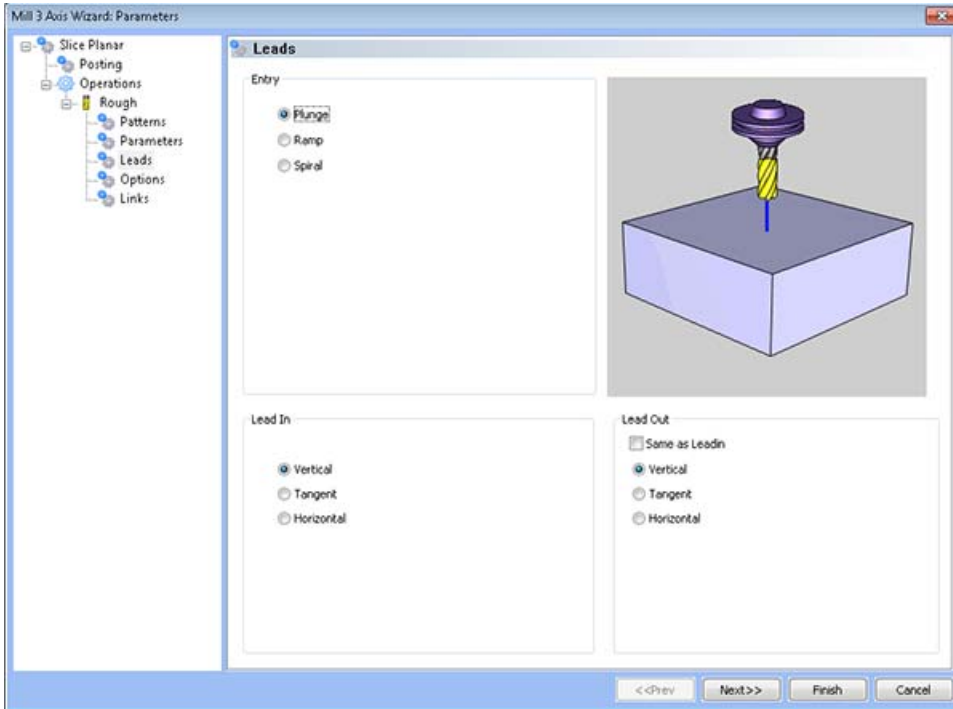 Mill 3 Axis Wizard: Parameters
Slice Planar
Posting
Operations
Rough
Patterns
Parameters
Leads
Options
Links
Leads
Entry
Plunge
Ramp
Spiral
Lead In
Vertical
Tangent
Horizontal
Lead Out
Same as Leadin
Vertical
Tangent
Horizontal
<<Prev
Next>>
Finish
Cancel